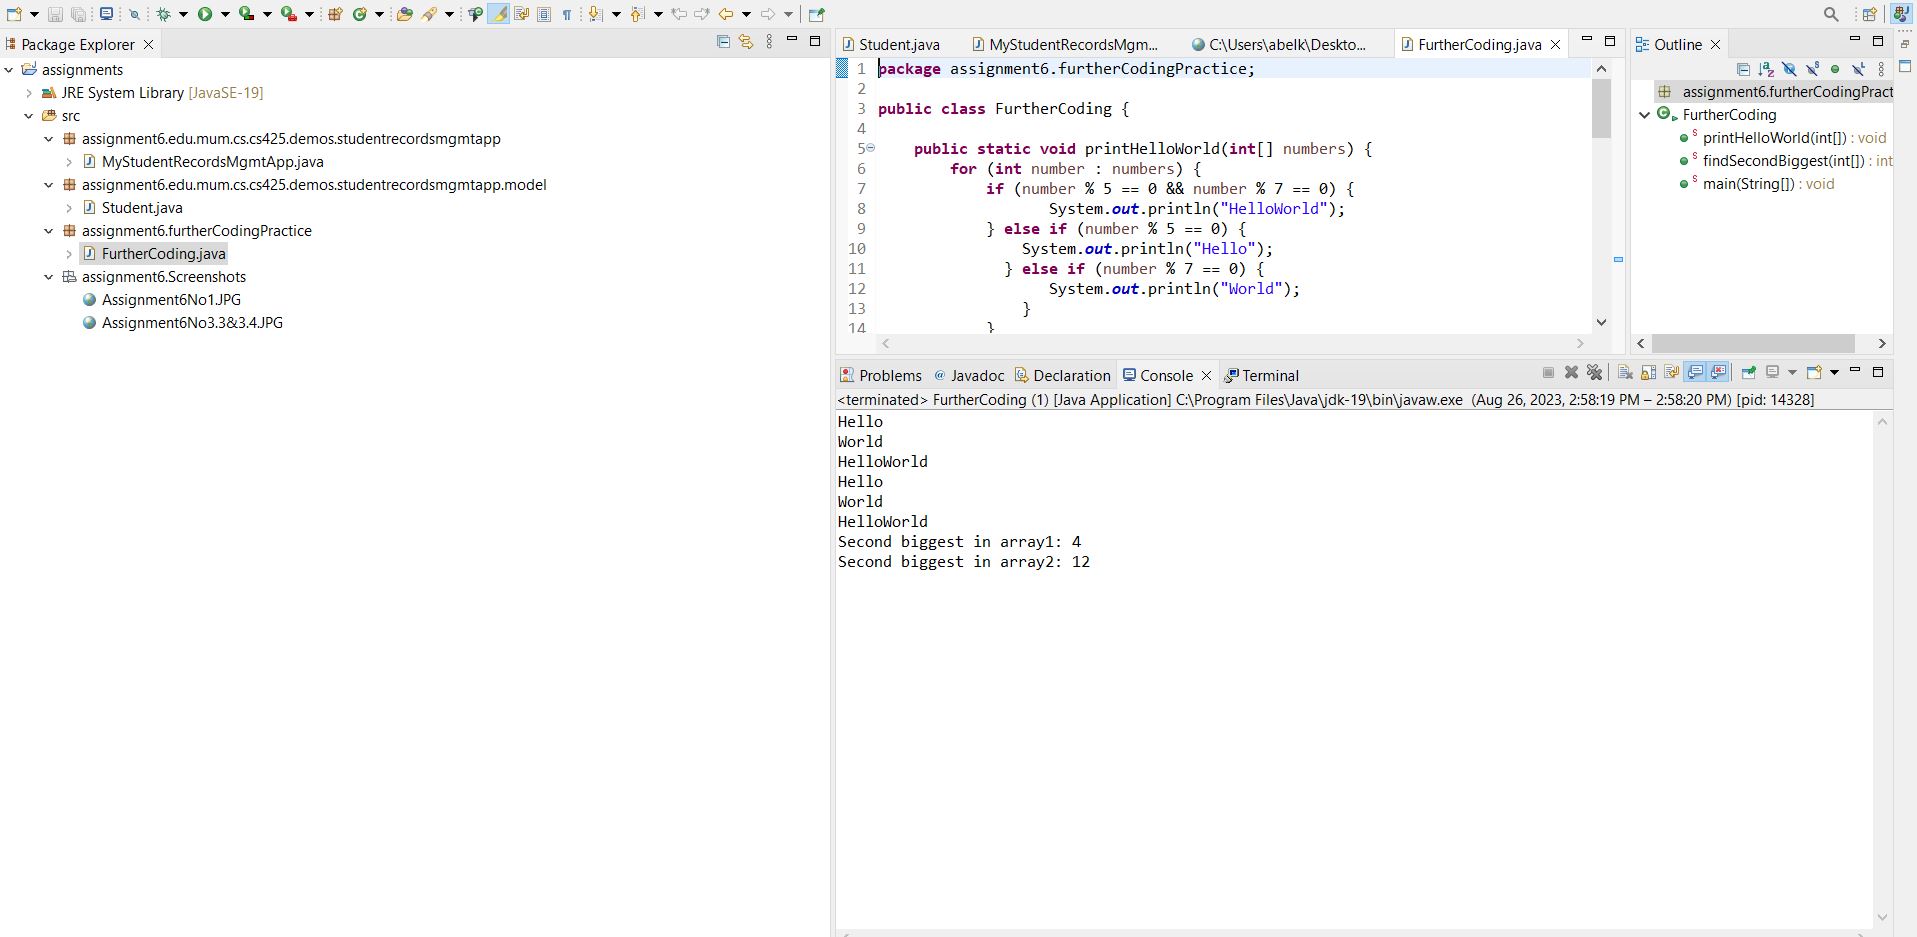 Package Explorer
assignments
JRE System Library [JavaSE-19]
src
assignment6.edu.mum.cs.cs425.demos.studentrecordsmgmtapp
MyStudentRecordsMgmtApp.java
assignment6.edu.mum.cs.cs425.demos.studentrecordsmgmtapp.model
Student.java
assignment6.furtherCodingPractice
FurtherCoding.java
assignment6.Screenshots
Assignment6No1.JPG
Assignment6No3.3&3.4.JPG
Student.java MyStudentRecordsMgm... C:\Users\abelk\Deskto... FurtherCoding.java
1 package assignment6.furtherCodingPractice;
2
3 public class FurtherCoding {
4
5 public static void printHelloWorld(int[] numbers) {
6 for (int number : numbers) {
7 if (number % 5 == 0 && number % 7 == 0) {
8 System.out.println("HelloWorld");
9 } else if (number % 5 == 0) {
10 System.out.println("Hello");
11 } else if (number % 7 == 0) {
12 System.out.println("World");
13 }
14 }
Outline
assignment6.furtherCodingPract
FurtherCoding
printHelloWorld(int[]) : void
findSecondBiggest(int[]) : int
main(String[]) : void
Problems Javadoc Declaration Console Terminal
<terminated> FurtherCoding (1) [Java Application] C:\Program Files\Java\jdk-19\bin\javaw.exe (Aug 26, 2023, 2:58:19 PM – 2:58:20 PM) [pid: 14328]
Hello
World
HelloWorld
Hello
World
HelloWorld
Second biggest in array1: 4
Second biggest in array2: 12